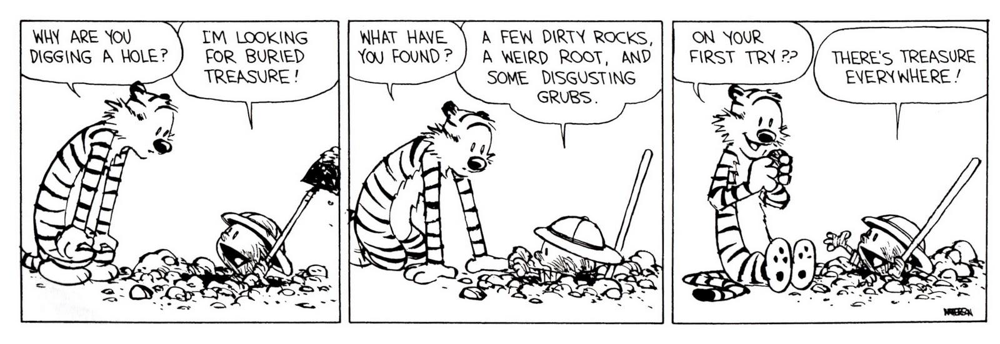 WHY ARE YOU
DIGGING A HOLE?
I'M LOOKING
FOR BURIED
TREASURE!
WHAT HAVE
YOU FOUND?
A FEW DIRTY ROCKS,
A WEIRD ROOT, AND
SOME DISGUSTING
GRUBS.
ON YOUR
FIRST TRY??
THERE'S TREASURE
EVERYWHERE!
WATTERSON